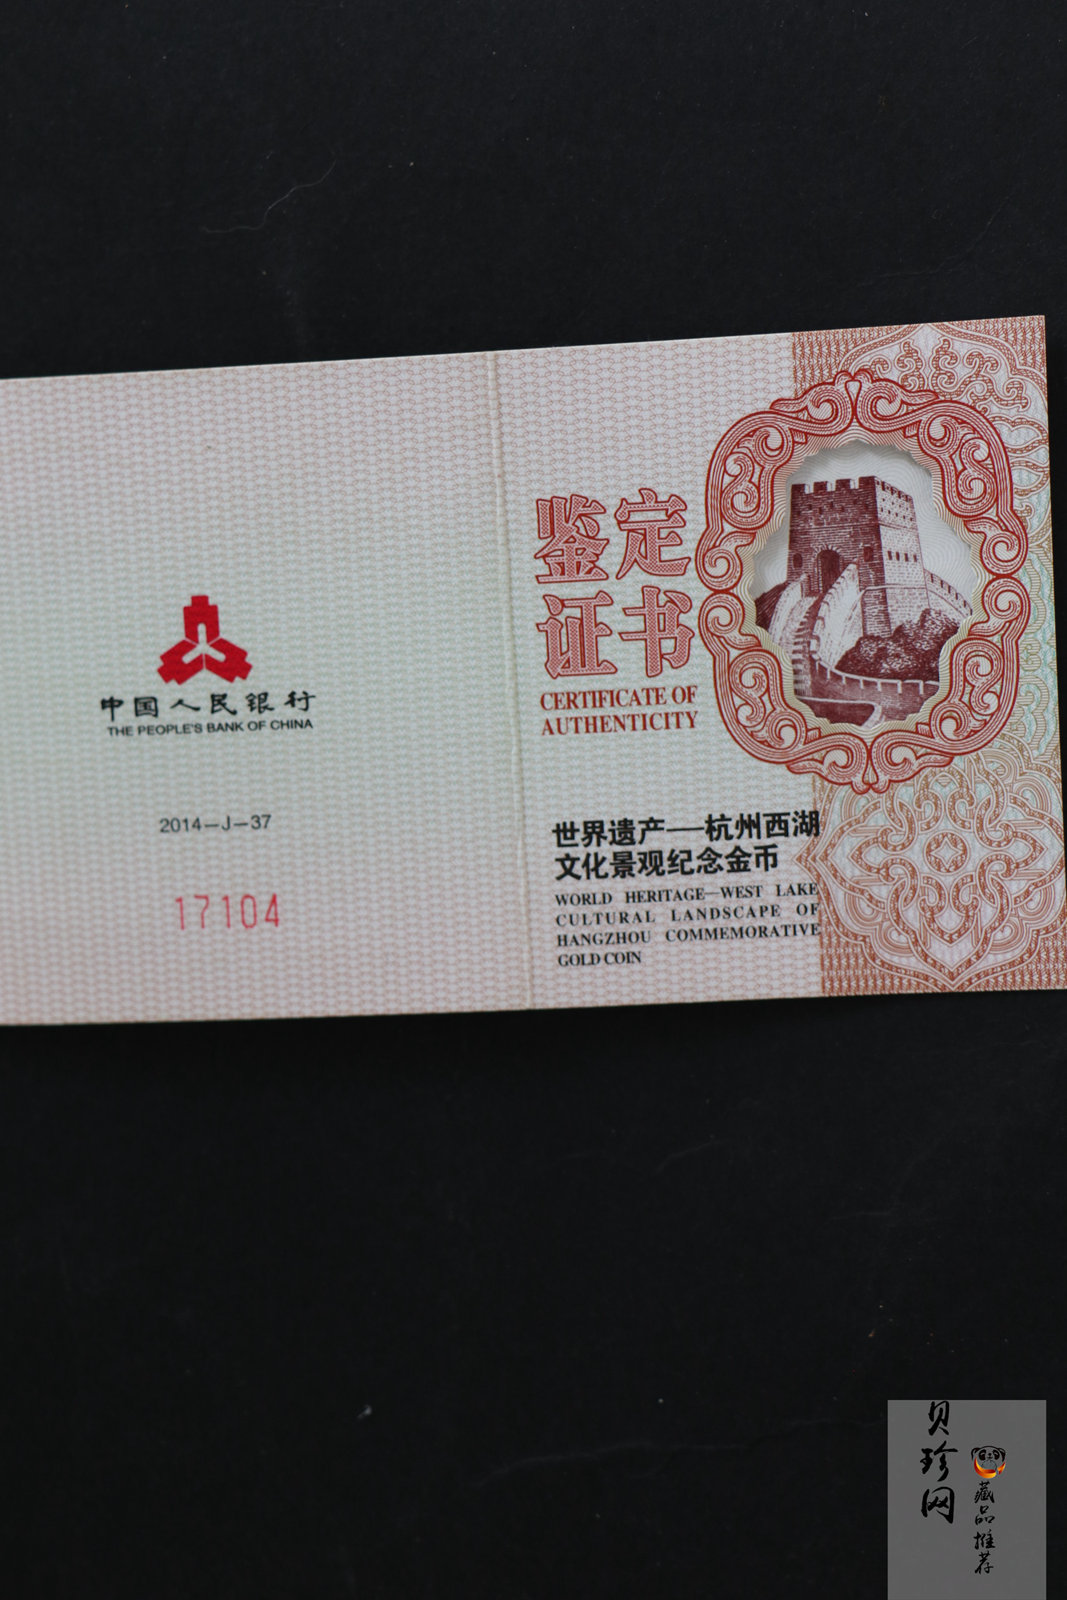 中国人民银行
THE PEOPLE'S BANK OF CHINA
2014—J—37
17104
鉴定
证书
CERTIFICATE OF
AUTHENTICITY
世界遗产——杭州西湖
文化景观纪念金币
WORLD HERITAGE—WEST LAKE
CULTURAL LANDSCAPE OF
HANGZHOU COMMEMORATIVE
GOLD COIN
贝珍网
藏品推荐